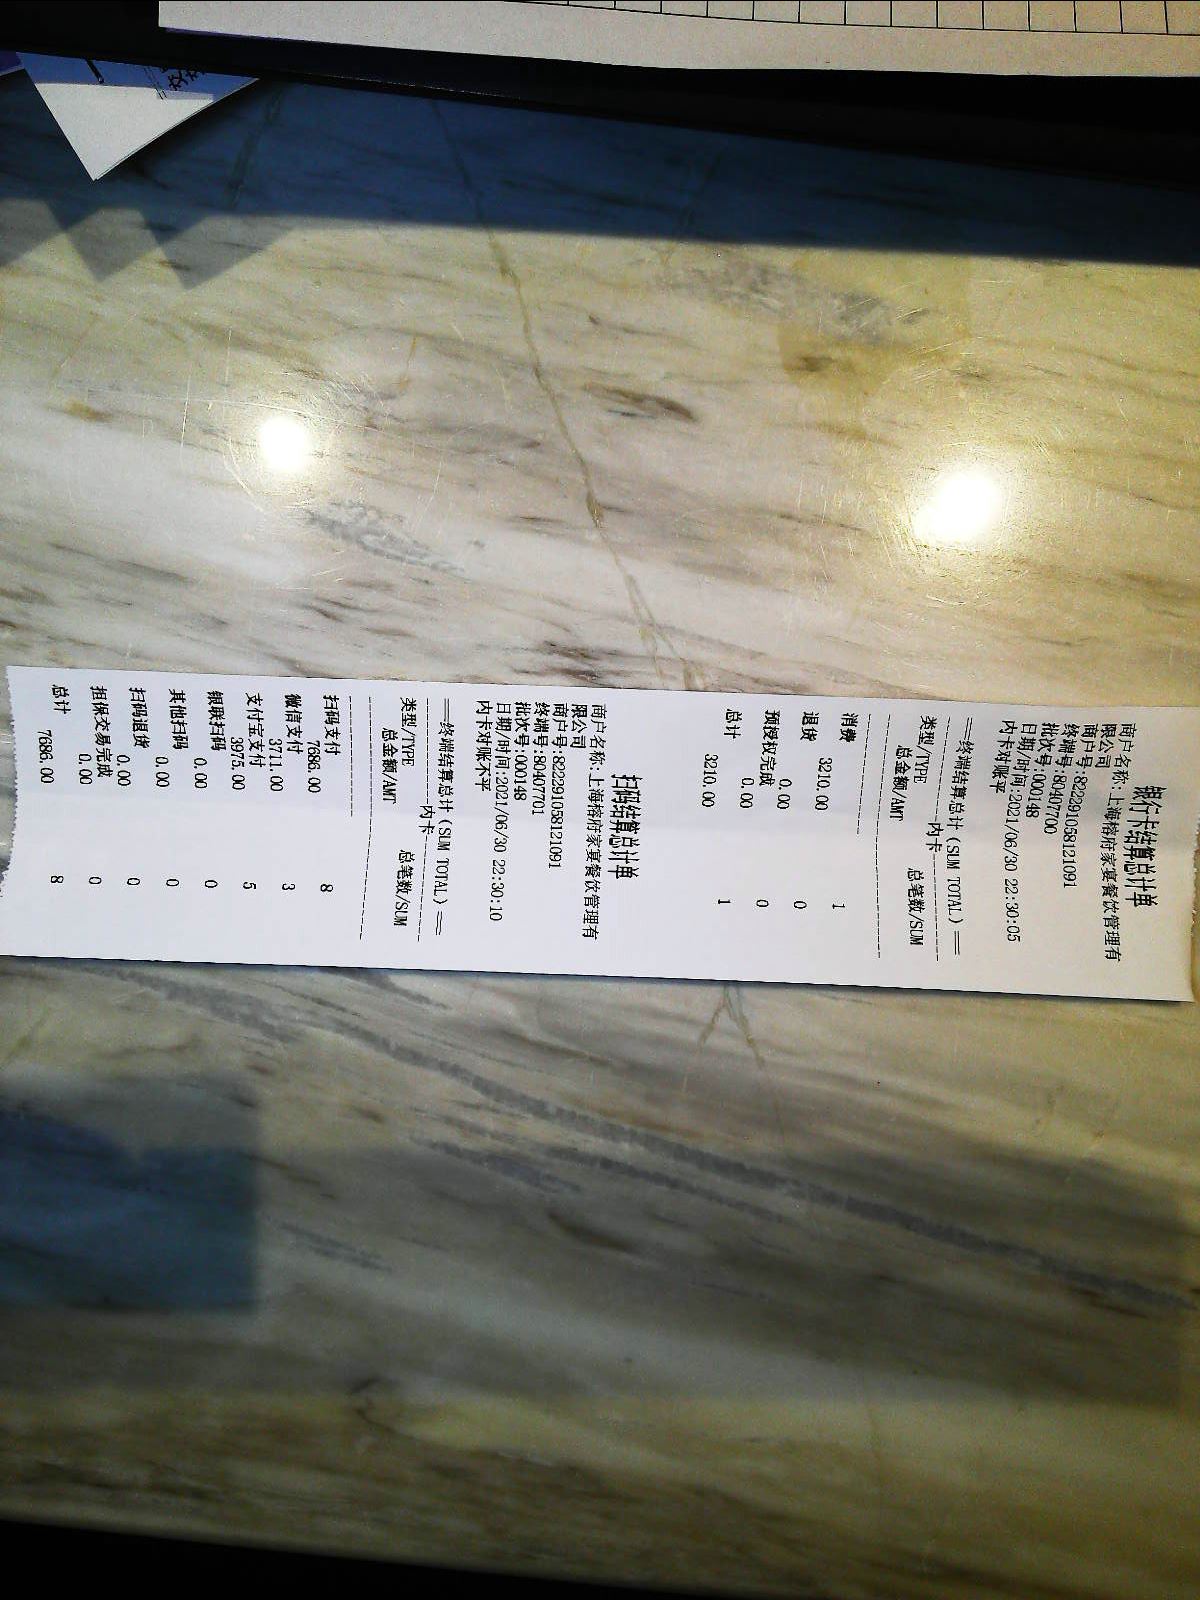 银行卡结算总计单
商户名称:上海榕府家宴餐饮管理有
限公司
商户号:822291058121091
终端号:80407700
批次号:000148
日期/时间:2021/06/30 22:30:05
内卡对账平
===终端结算总计(SUM TOTAL)===
内卡
类型/TYPE 总笔数/SUM
总金额/AMT
消费 1
3210.00
退货 0
0.00
预授权完成 0
0.00
总计 1
3210.00
扫码结算总计单
商户名称:上海榕府家宴餐饮管理有
限公司
商户号:822291058121091
终端号:80407701
批次号:000148
日期/时间:2021/06/30 22:30:10
内卡对账不平
===终端结算总计(SUM TOTAL)===
内卡
类型/TYPE 总笔数/SUM
总金额/AMT
扫码支付 8
7686.00
微信支付 3
3711.00
支付宝支付 5
3975.00
银联扫码 0
0.00
其他扫码 0
0.00
扫码退货 0
0.00
担保交易完成 0
0.00
总计 8
7686.00